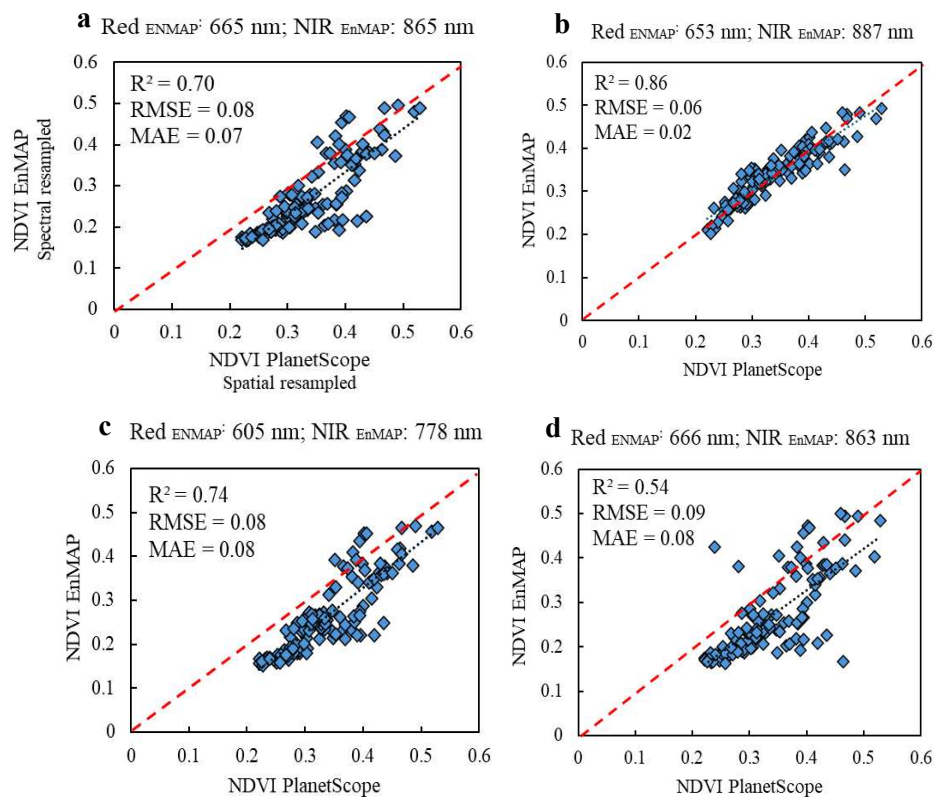 a Red ENMAP: 665 nm; NIR EnMAP: 865 nm
R² = 0.70
RMSE = 0.08
MAE = 0.07
NDVI EnMAP
Spectral resampled
0.6
0.5
0.4
0.3
0.2
0.1
0
0 0.1 0.2 0.3 0.4 0.5 0.6
NDVI PlanetScope
Spatial resampled
b Red ENMAP: 653 nm; NIR EnMAP: 887 nm
R² = 0.86
RMSE = 0.06
MAE = 0.02
NDVI EnMAP
0.6
0.5
0.4
0.3
0.2
0.1
0
0 0.1 0.2 0.3 0.4 0.5 0.6
NDVI PlanetScope
c Red ENMAP: 605 nm; NIR EnMAP: 778 nm
R² = 0.74
RMSE = 0.08
MAE = 0.08
NDVI EnMAP
0.6
0.5
0.4
0.3
0.2
0.1
0
0 0.1 0.2 0.3 0.4 0.5 0.6
NDVI PlanetScope
d Red ENMAP: 666 nm; NIR EnMAP: 863 nm
R² = 0.54
RMSE = 0.09
MAE = 0.08
NDVI EnMAP
0.6
0.5
0.4
0.3
0.2
0.1
0
0 0.1 0.2 0.3 0.4 0.5 0.6
NDVI PlanetScope